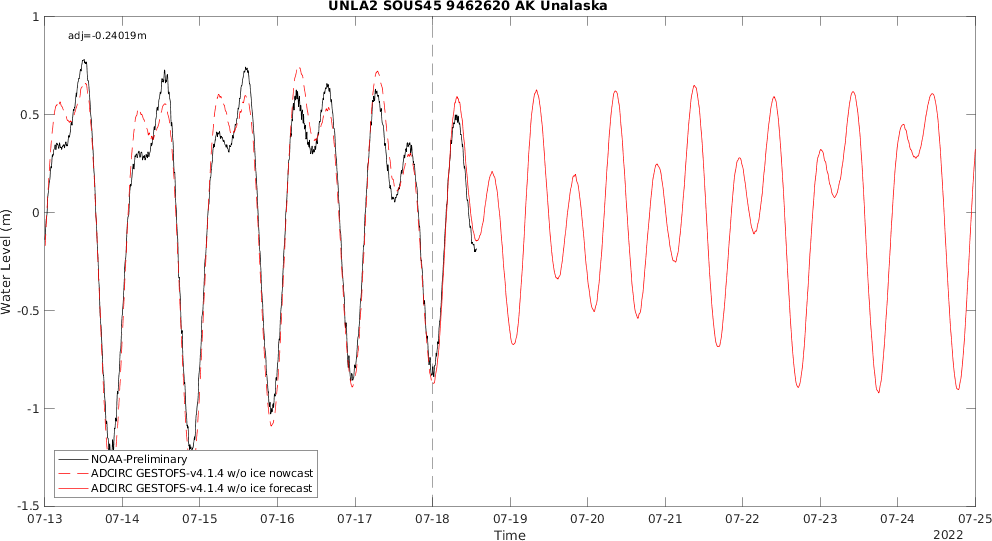 UNLA2 SOUS45 9462620 AK Unalaska
adj=-0.24019m
1
0.5
0
-0.5
-1
-1.5
Water Level (m)
NOAA-Preliminary
ADCIRC GESTOFS-v4.1.4 w/o ice nowcast
ADCIRC GESTOFS-v4.1.4 w/o ice forecast
07-13 07-14 07-15 07-16 07-17 07-18 07-19 07-20 07-21 07-22 07-23 07-24 07-25
Time
2022